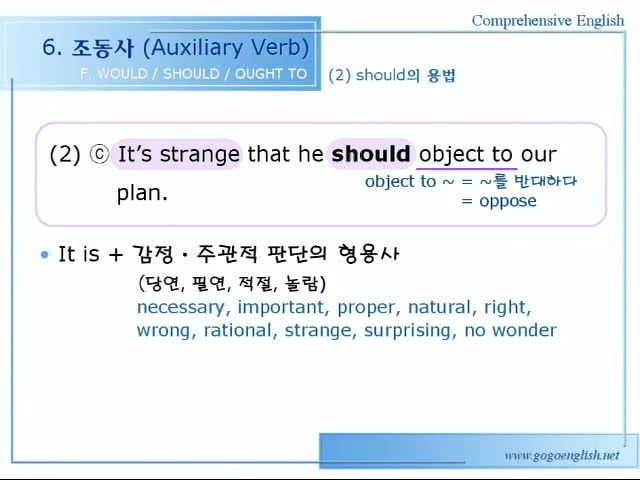 Comprehensive English
6. 조동사 (Auxiliary Verb)
F. WOULD / SHOULD / OUGHT TO
(2) should의 용법
(2) ⓒ It's strange that he should object to our
plan.
object to ~ = ~를 반대하다
= oppose
• It is + 감정·주관적 판단의 형용사
(당연, 필연, 적절, 놀람)
necessary, important, proper, natural, right,
wrong, rational, strange, surprising, no wonder
www.gogoenglish.net